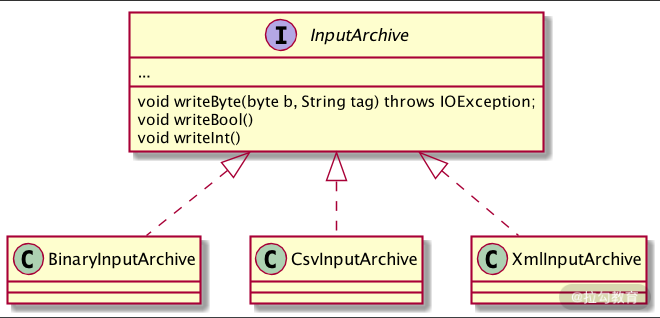 I InputArchive
...
void writeByte(byte b, String tag) throws IOException;
void writeBool()
void writeInt()
C BinaryInputArchive
C CsvInputArchive
C XmlInputArchive
@拉勾教育